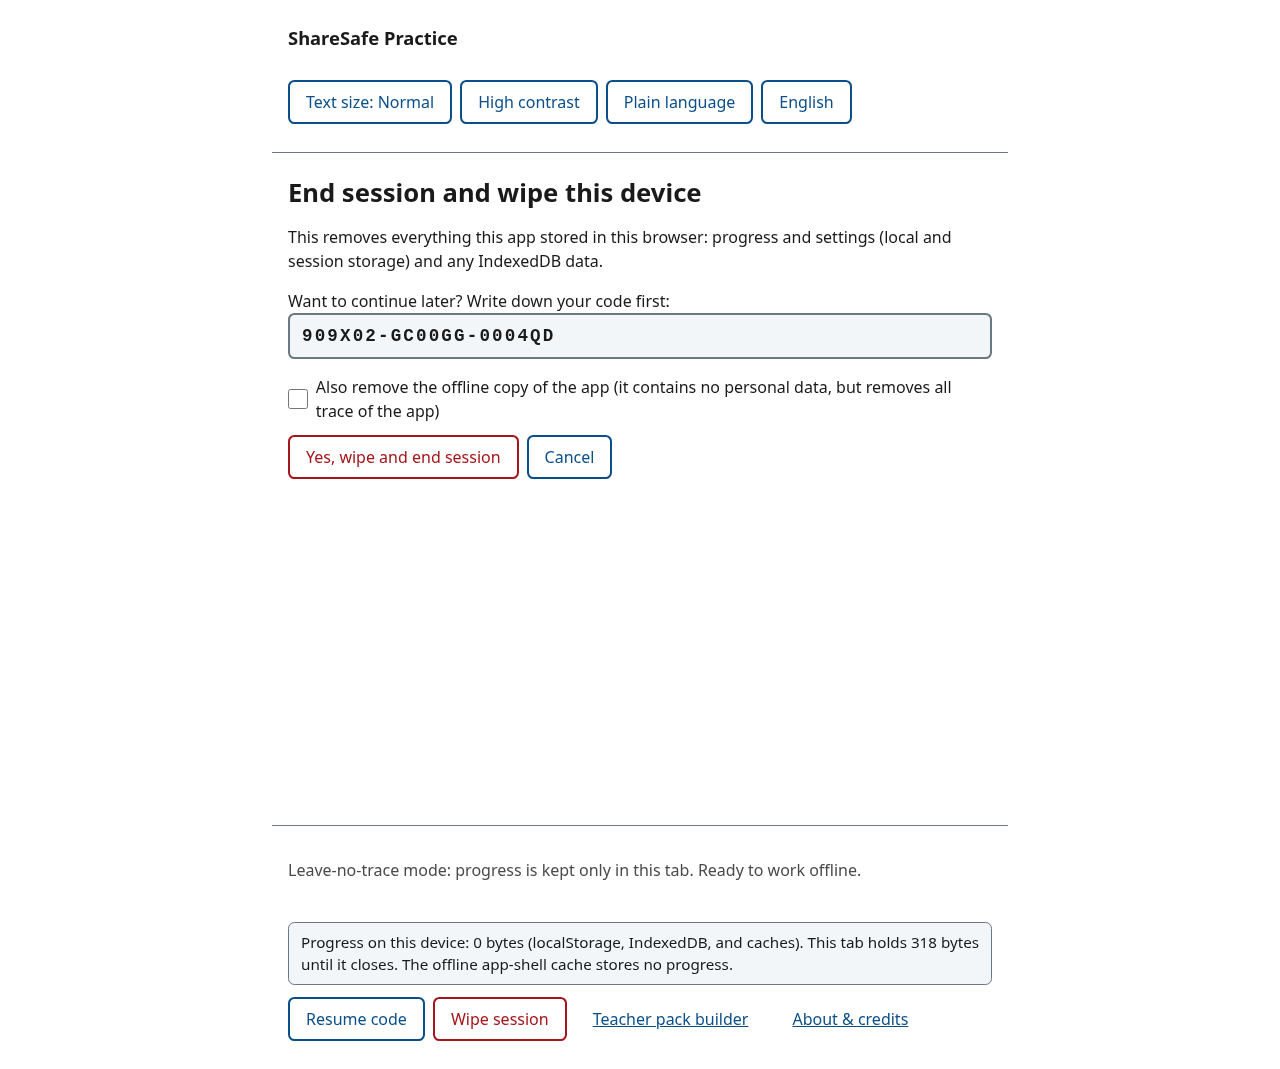 ShareSafe Practice
Text size: Normal
High contrast
Plain language
English
End session and wipe this device
This removes everything this app stored in this browser: progress and settings (local and
session storage) and any IndexedDB data.
Want to continue later? Write down your code first:
909X02-GC00GG-0004QD
Also remove the offline copy of the app (it contains no personal data, but removes all
trace of the app)
Yes, wipe and end session
Cancel
Leave-no-trace mode: progress is kept only in this tab. Ready to work offline.
Progress on this device: 0 bytes (localStorage, IndexedDB, and caches). This tab holds 318 bytes
until it closes. The offline app-shell cache stores no progress.
Resume code
Wipe session
Teacher pack builder
About & credits